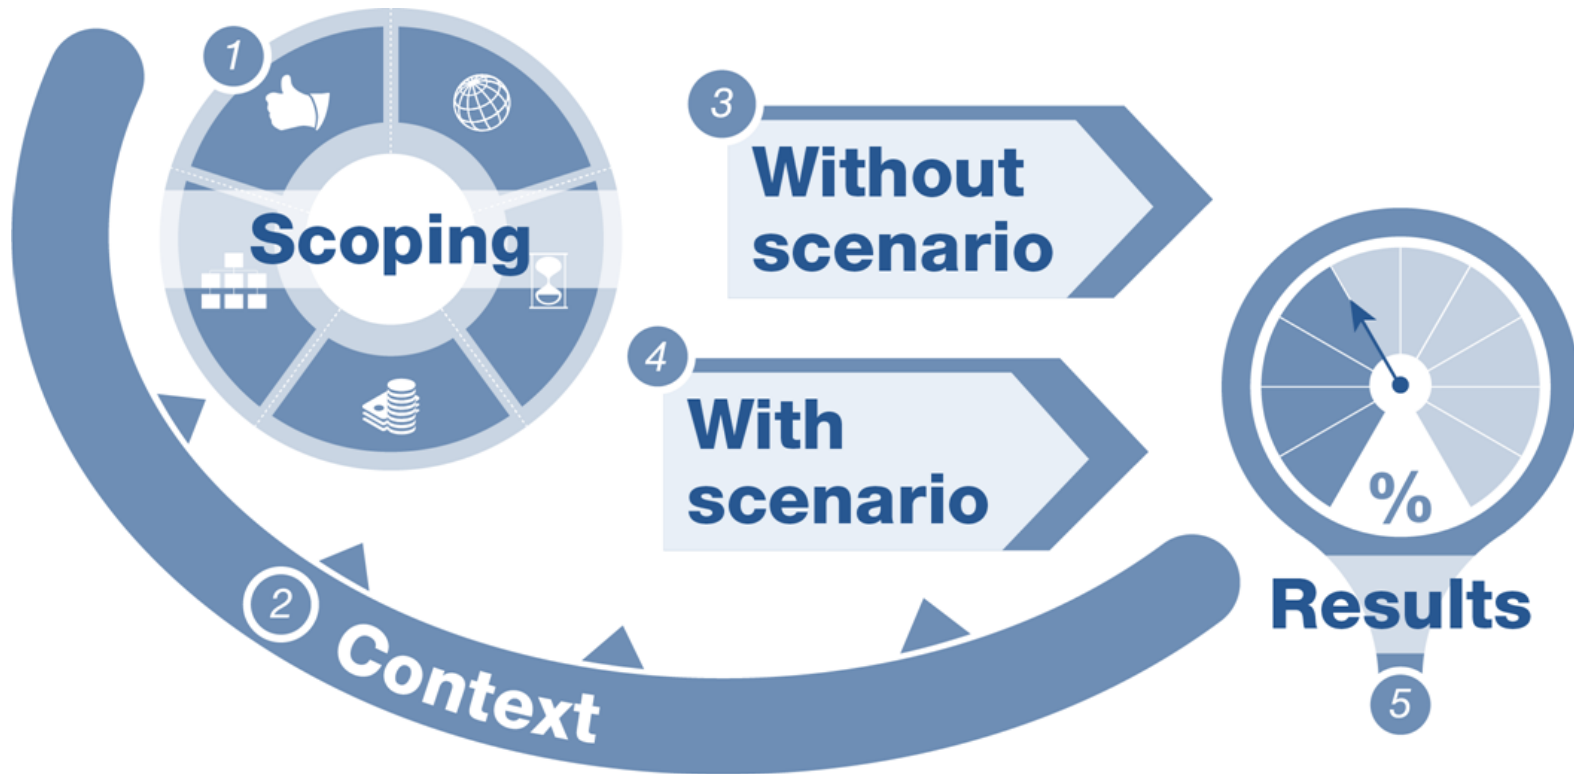 1
Scoping
2
Context
3
Without
scenario
4
With
scenario
%
Results
5